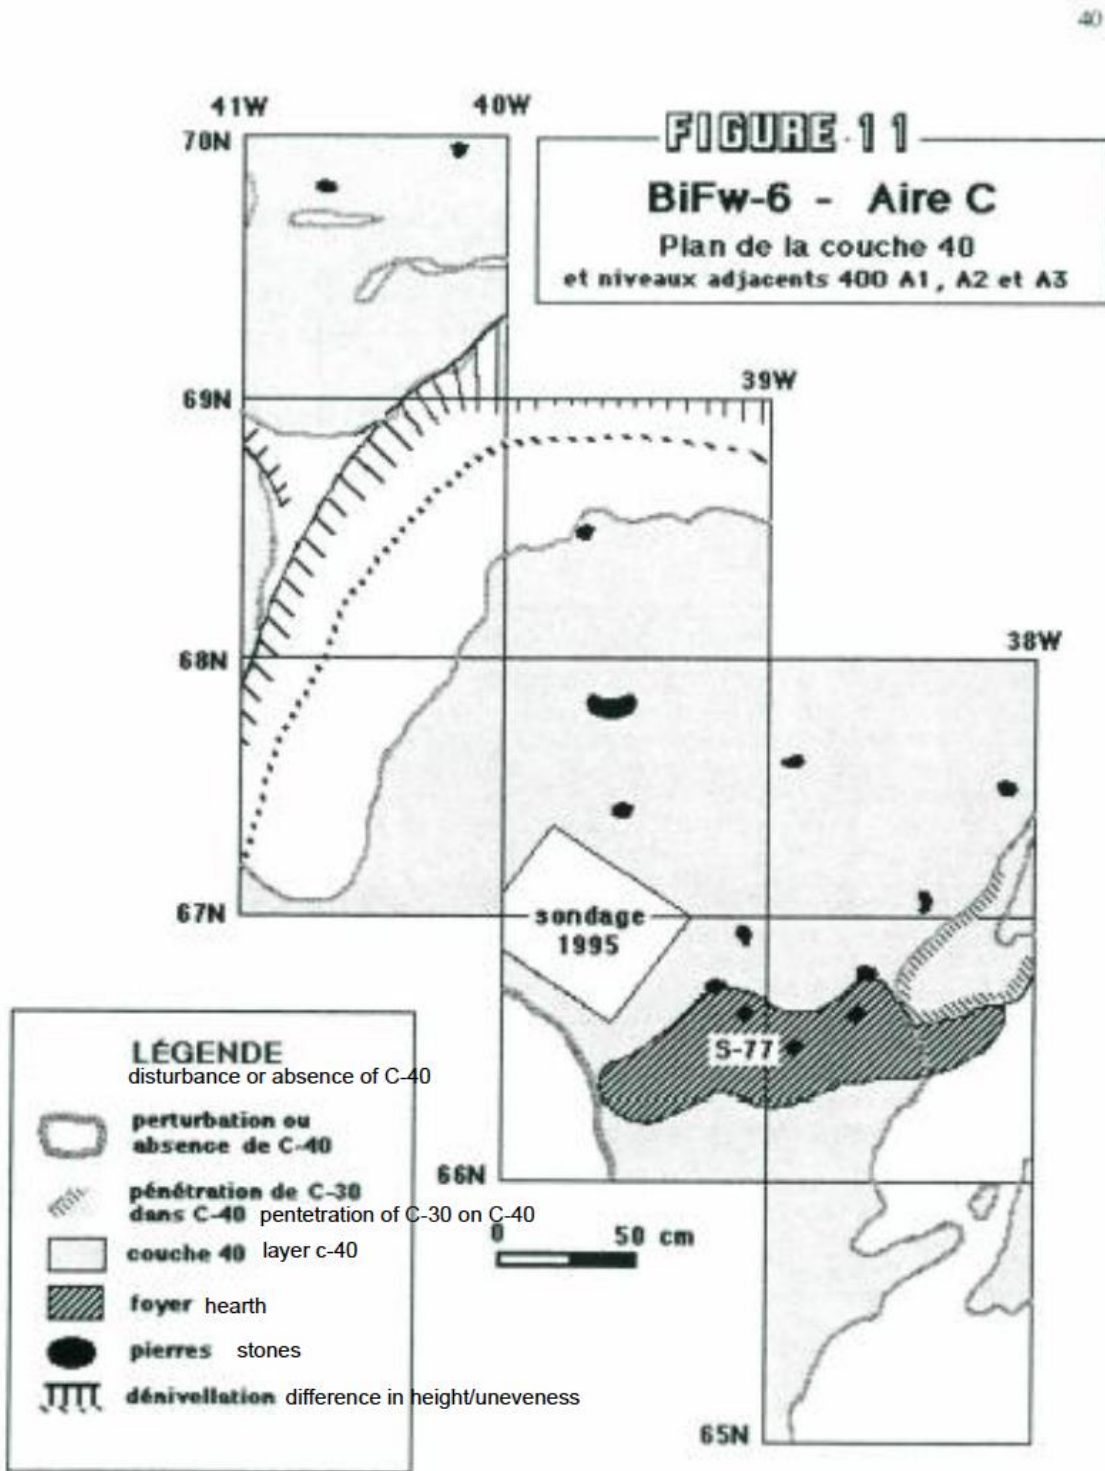 40
41W
40W
70N
FIGURE 11
BiFw-6 - Aire C
Plan de la couche 40
et niveaux adjacents 400 A1, A2 et A3
69N
39W
68N
38W
67N
sondage
1995
S-77
66N
0 50 cm
65N
LÉGENDE
disturbance or absence of C-40
perturbation ou
absence de C-40
pénétration de C-30
dans C-40 pentetration of C-30 on C-40
couche 40 layer c-40
foyer hearth
pierres stones
dénivellation difference in height/uneveness